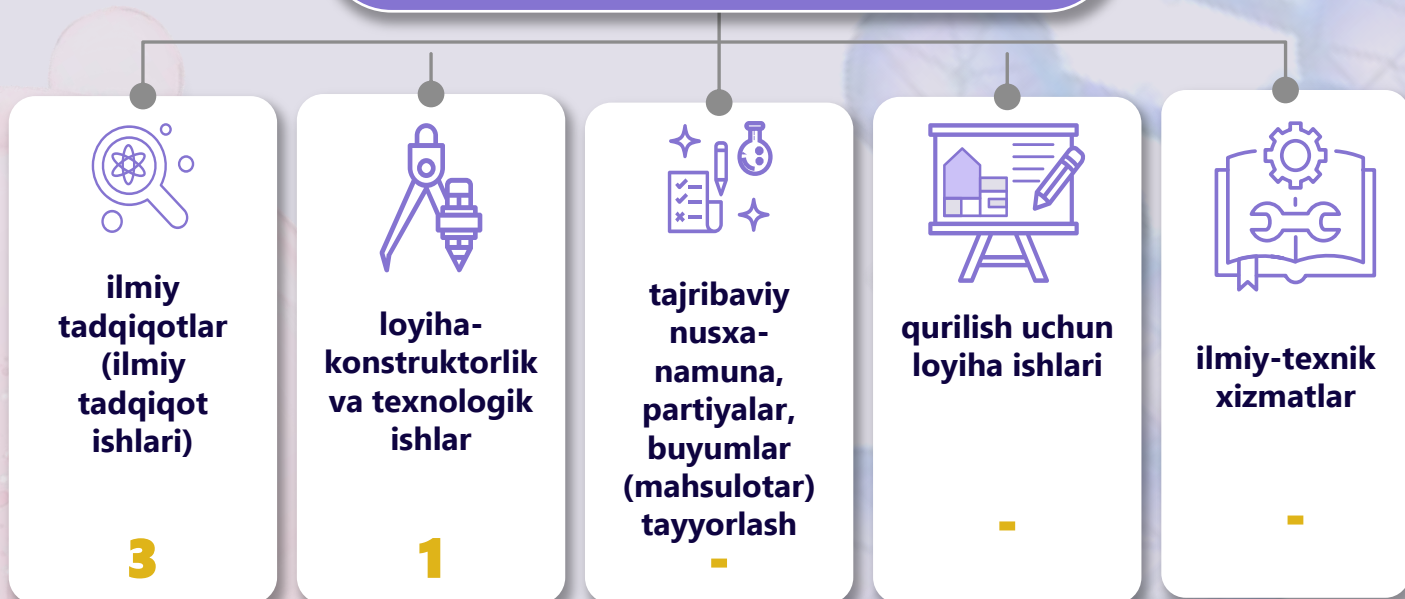 ilmiy
tadqiqotlar
(ilmiy
tadqiqot
ishlari)
3
loyiha-
konstruktorlik
va texnologik
ishlar
1
tajribaviy
nusxa-
namuna,
partiyalar,
buyumlar
(mahsulotar)
tayyorlash
-
qurilish uchun
loyiha ishlari
-
ilmiy-texnik
xizmatlar
-